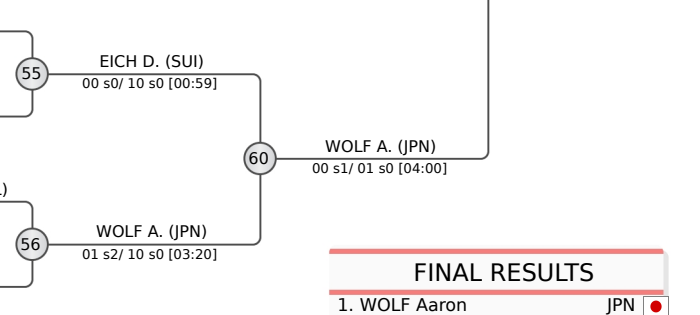 55
EICH D. (SUI)
00 s0/ 10 s0 [00:59]
60
WOLF A. (JPN)
00 s1/ 01 s0 [04:00]
)
56
WOLF A. (JPN)
01 s2/ 10 s0 [03:20]
FINAL RESULTS
1. WOLF Aaron JPN